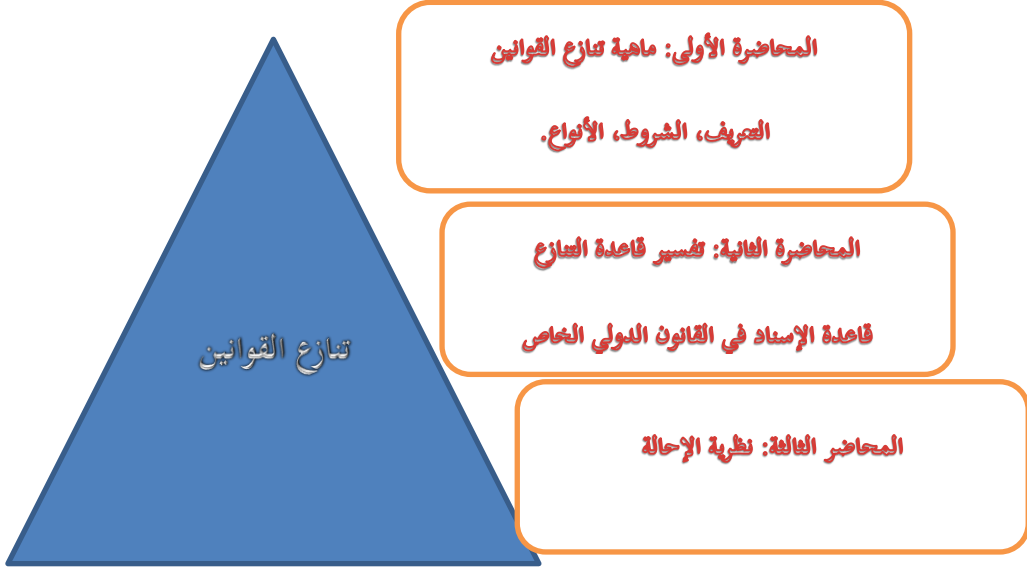 المحاضرة الأولى: ماهية تنازع القوانين
التعريف، الشروط، الأنواع.
المحاضرة الثانية: تفسير قاعدة التنازع
قاعدة الإسناد في القانون الدولي الخاص
تنازع القوانين
المحاضر الثالثة: نظرية الإحالة